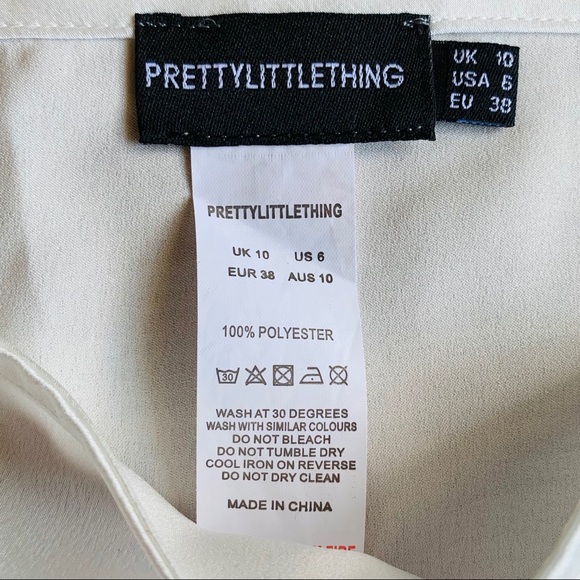 PRETTYLITTLETHING
UK 10
USA 6
EU 38
PRETTYLITTLETHING
UK 10 US 6
EUR 38 AUS 10
100% POLYESTER
30
WASH AT 30 DEGREES
WASH WITH SIMILAR COLOURS
DO NOT BLEACH
DO NOT TUMBLE DRY
COOL IRON ON REVERSE
DO NOT DRY CLEAN
MADE IN CHINA